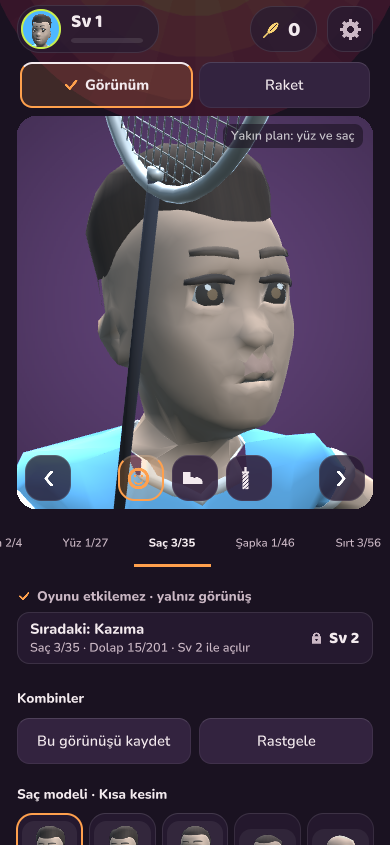 Sv 1
0
Görünüm
Raket
Yakın plan: yüz ve saç
2/4
Yüz 1/27
Saç 3/35
Şapka 1/46
Sırt 3/56
Oyunu etkilemez · yalnız görünüş
Sıradaki: Kazıma
Saç 3/35 · Dolap 15/201 · Sv 2 ile açılır
Sv 2
Kombinler
Bu görünüşü kaydet
Rastgele
Saç modeli · Kısa kesim